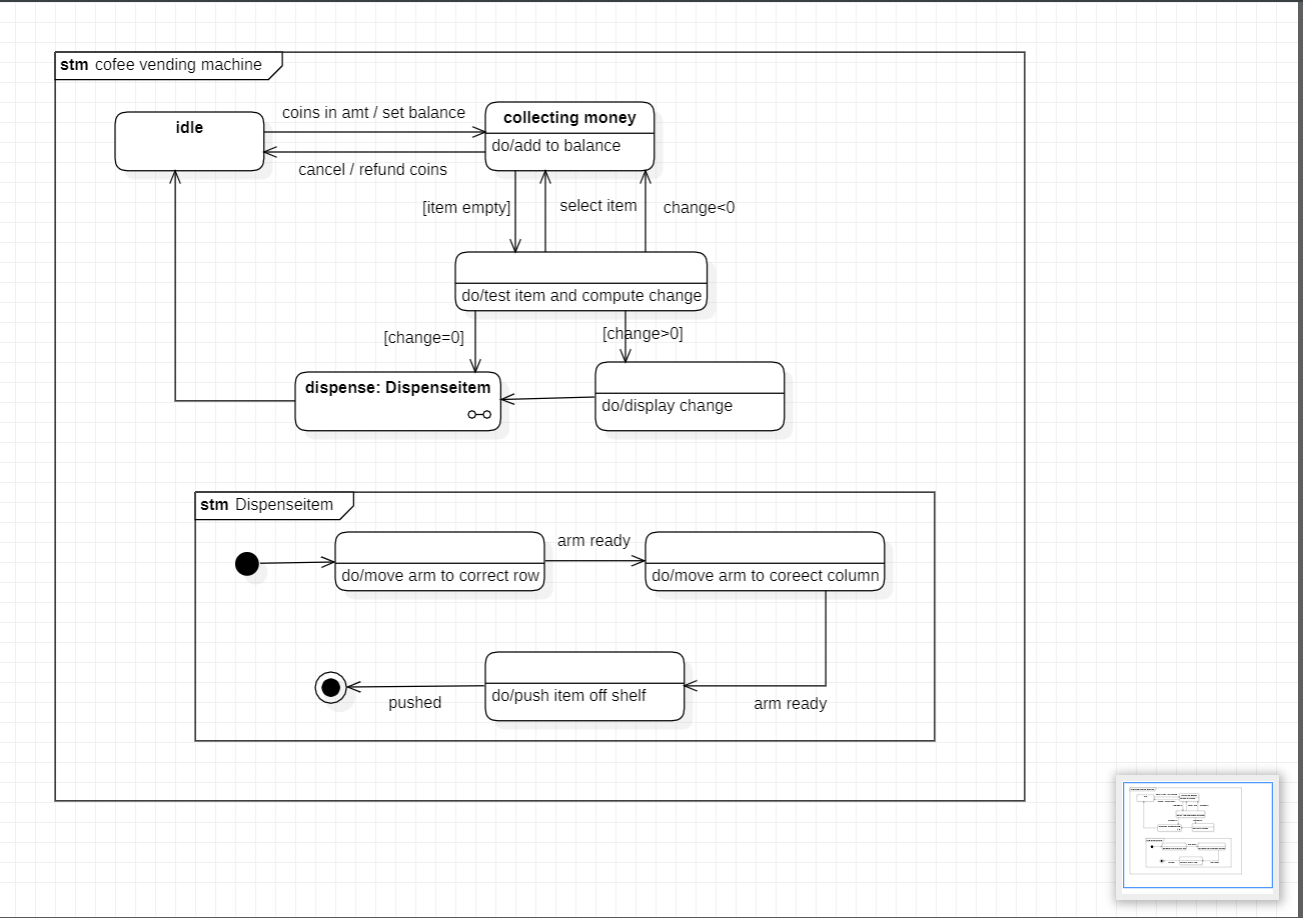 stm cofee vending machine
idle
coins in amt / set balance
collecting money
do/add to balance
cancel / refund coins
[item empty]
select item
change<0
do/test item and compute change
[change=0]
[change>0]
dispense: Dispenseitem
do/display change
stm Dispenseitem
do/move arm to correct row
arm ready
do/move arm to coreect column
do/push item off shelf
pushed
arm ready